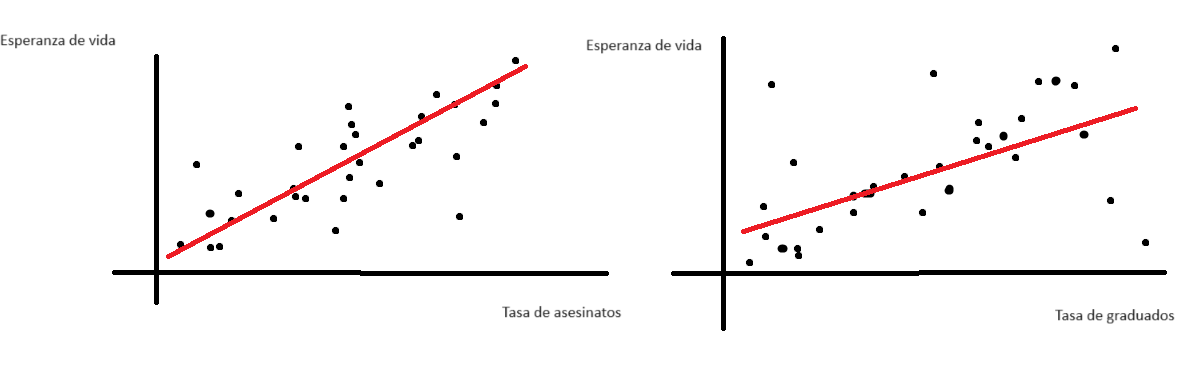 Esperanza de vida
Tasa de asesinatos
Esperanza de vida
Tasa de graduados